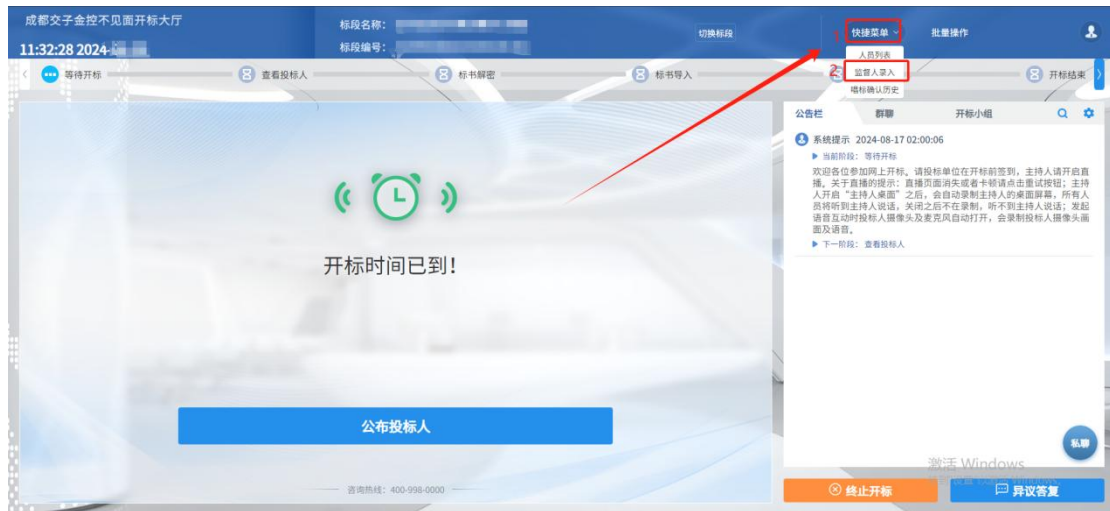 成都交子金控不见面开标大厅
标段名称：
切换标段
1 快捷菜单
批量操作
11:32:28 2024-
标段编号：
人员列表
等待开标
查看投标人
标书解密
标书导入
2 监督人录入
开标结束
唱标确认历史
公告栏
群聊
开标小组
系统提示 2024-08-17 02:00:06
当前阶段：等待开标
欢迎各位参加网上开标。请投标单位在开标前签到，主持人请开启直
播。关于直播的提示：直播页面消失或者卡顿请点击重试按钮；主持
人开启“主持人桌面”之后，会自动录制主持人的桌面屏幕，所有人
员将听到主持人说话，关闭之后不在录制，听不到主持人说话；发起
语音互动时投标人摄像头及麦克风自动打开，会录制投标人摄像头画
面及语音。
下一阶段：查看投标人
开标时间已到！
公布投标人
私聊
激活 Windows
咨询热线：400-998-0000
终止开标
异议答复